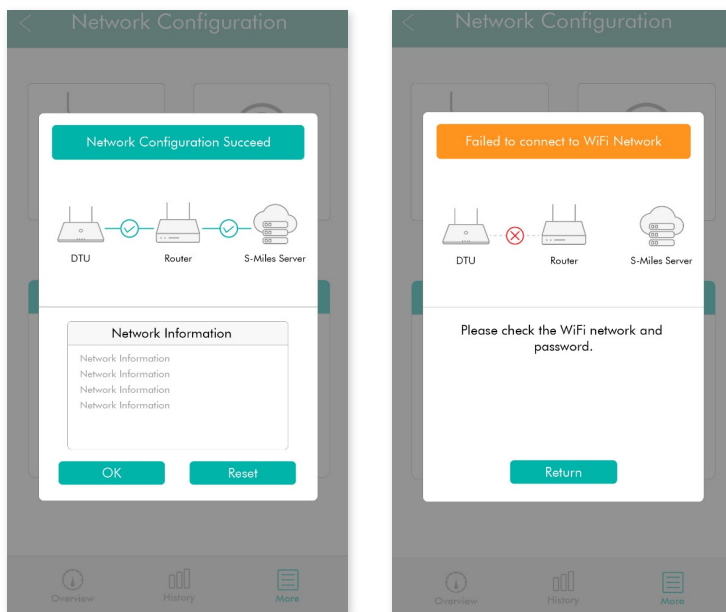 Network Configuration
Network Configuration Succeed
DTU
Router
S-Miles Server
Network Information
Network Information
Network Information
Network Information
Network Information
OK
Reset
Overview
History
More
Network Configuration
Failed to connect to WiFi Network
DTU
Router
S-Miles Server
Please check the WiFi network and
password.
Return
Overview
History
More